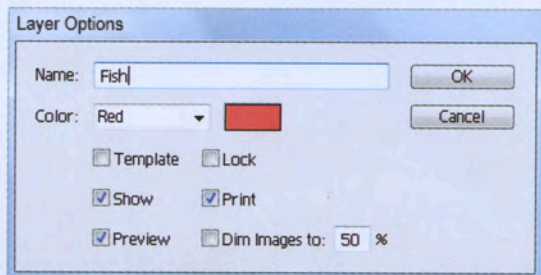 Layer Options
Name: Fish OK
Color: Red Cancel
Template Lock
Show Print
Preview Dim Images to: 50 %